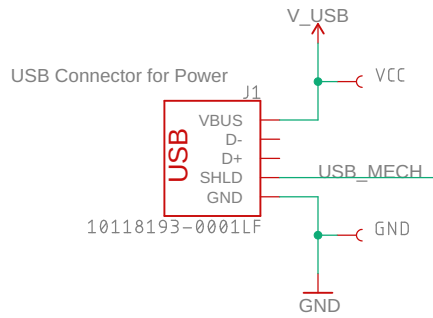 V_USB
USB Connector for Power
VCC
J1
USB
VBUS
D-
D+
SHLD
USB_MECH
GND
10118193-0001LF
GND
GND